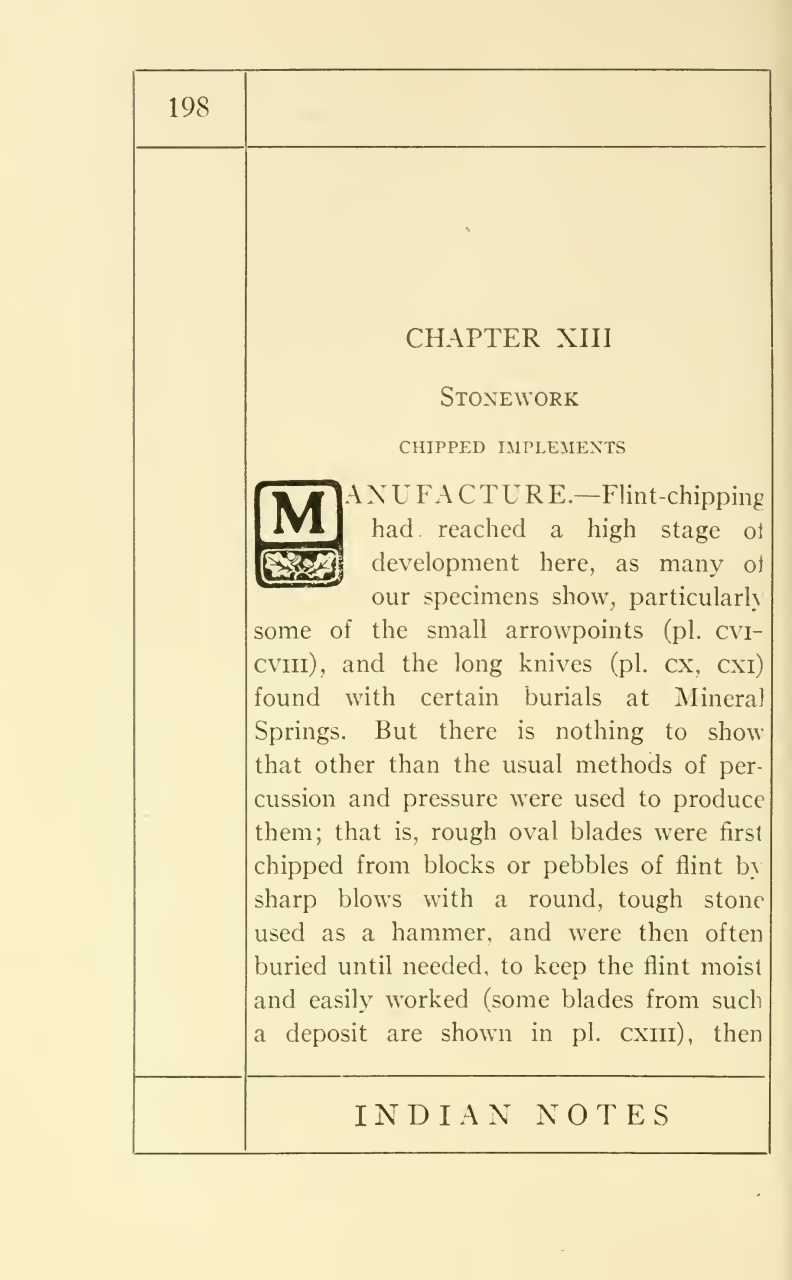 198
CHAPTER XIII
STONEWORK
CHIPPED IMPLEMENTS
MANUFACTURE.—Flint-chipping
had reached a high stage of
development here, as many of
our specimens show, particularly
some of the small arrowpoints (pl. CVI–
CVIII), and the long knives (pl. CX, CXI)
found with certain burials at Mineral
Springs. But there is nothing to show
that other than the usual methods of per-
cussion and pressure were used to produce
them; that is, rough oval blades were first
chipped from blocks or pebbles of flint by
sharp blows with a round, tough stone
used as a hammer, and were then often
buried until needed, to keep the flint moist
and easily worked (some blades from such
a deposit are shown in pl. CXIII), then
INDIAN NOTES